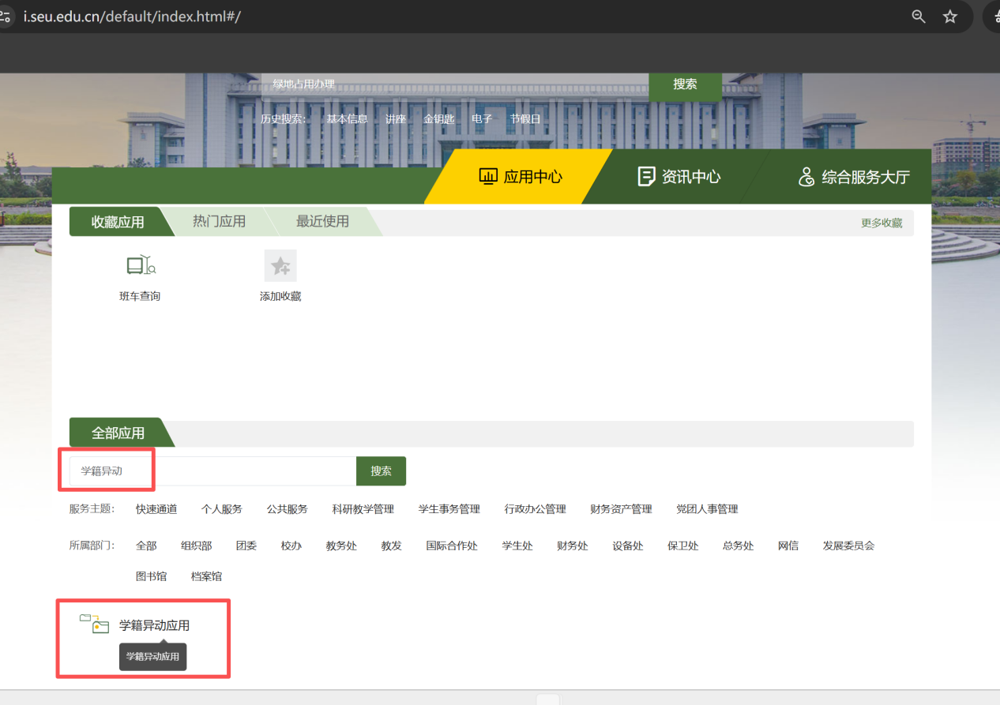 i.seu.edu.cn/default/index.html#/
绿地占用办理
搜索
历史搜索: 基本信息 讲座 金钥匙 电子 节假日
应用中心 资讯中心 综合服务大厅
收藏应用 热门应用 最近使用 更多收藏
班车查询 添加收藏
全部应用
学籍异动 搜索
服务主题: 快速通道 个人服务 公共服务 科研教学管理 学生事务管理 行政办公管理 财务资产管理 党团人事管理
所属部门: 全部 组织部 团委 校办 教务处 教发 国际合作处 学生处 财务处 设备处 保卫处 总务处 网信 发展委员会
图书馆 档案馆
学籍异动应用
学籍异动应用